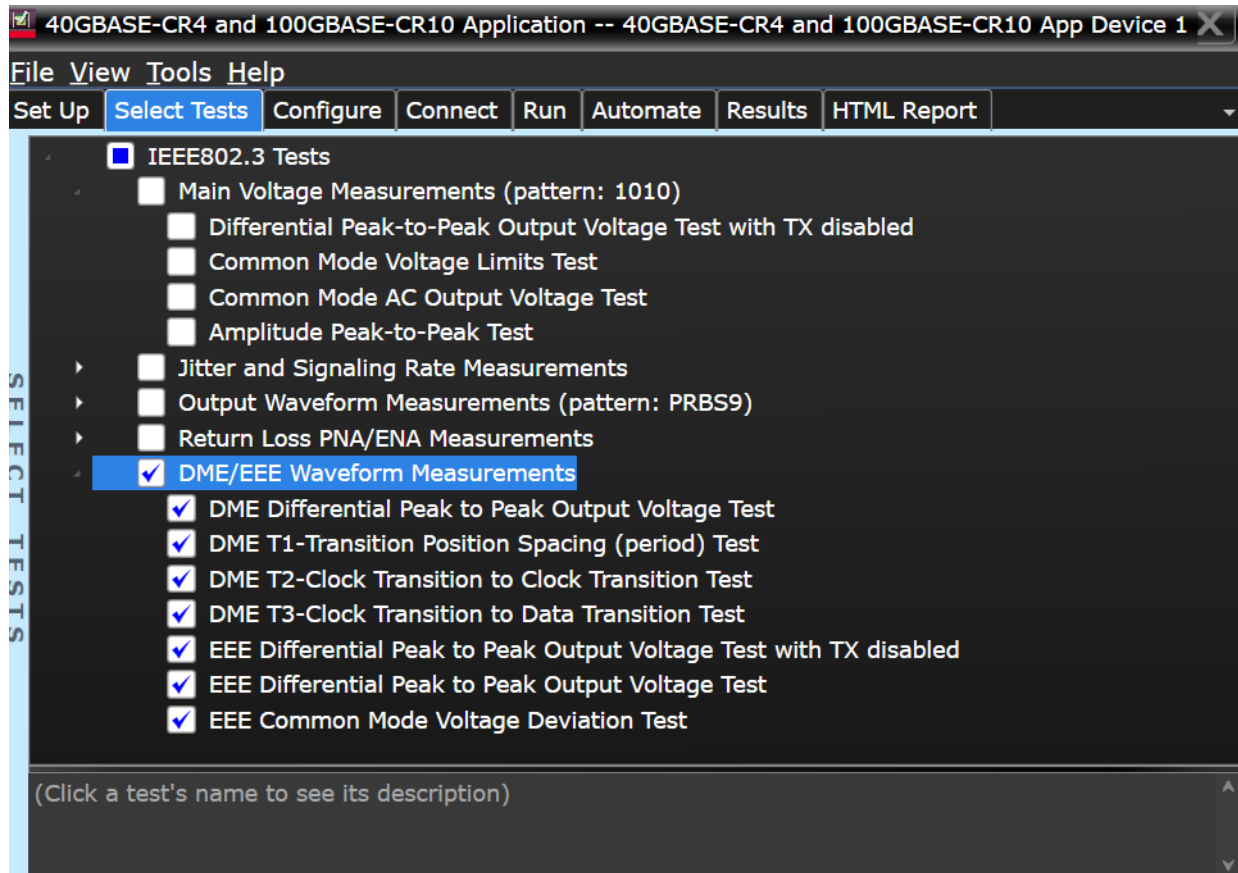 40GBASE-CR4 and 100GBASE-CR10 Application -- 40GBASE-CR4 and 100GBASE-CR10 App Device 1
File View Tools Help
Set Up Select Tests Configure Connect Run Automate Results HTML Report
IEEE802.3 Tests
Main Voltage Measurements (pattern: 1010)
Differential Peak-to-Peak Output Voltage Test with TX disabled
Common Mode Voltage Limits Test
Common Mode AC Output Voltage Test
Amplitude Peak-to-Peak Test
Jitter and Signaling Rate Measurements
Output Waveform Measurements (pattern: PRBS9)
Return Loss PNA/ENA Measurements
DME/EEE Waveform Measurements
DME Differential Peak to Peak Output Voltage Test
DME T1-Transition Position Spacing (period) Test
DME T2-Clock Transition to Clock Transition Test
DME T3-Clock Transition to Data Transition Test
EEE Differential Peak to Peak Output Voltage Test with TX disabled
EEE Differential Peak to Peak Output Voltage Test
EEE Common Mode Voltage Deviation Test
SELECT TESTS
(Click a test's name to see its description)